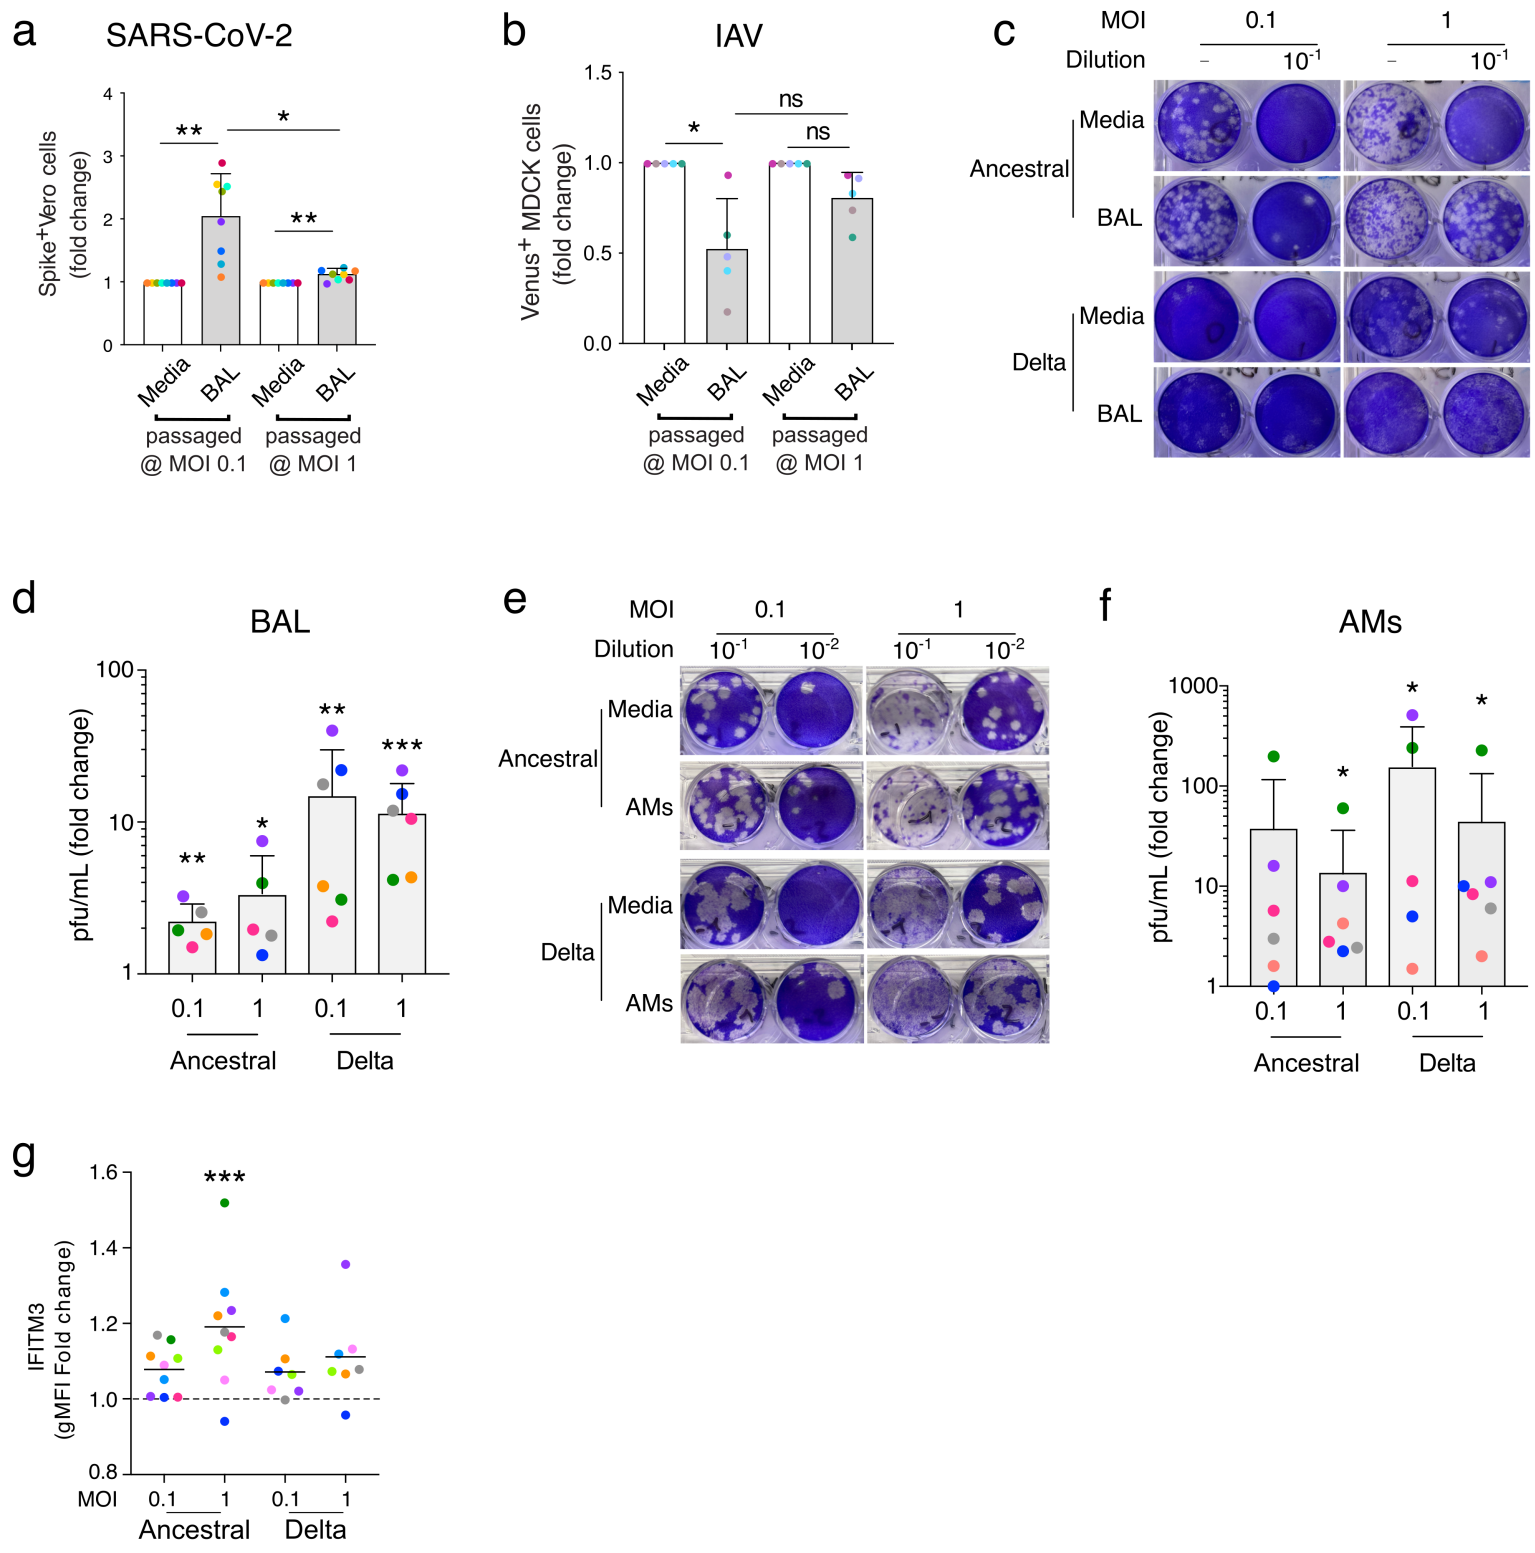 a
SARS-CoV-2
Spike+Vero cells
(fold change)
4
3
2
1
0
**
*
**
Media
BAL
Media
BAL
passaged
@ MOI 0.1
passaged
@ MOI 1
b
IAV
Venus+ MDCK cells
(fold change)
1.5
1.0
0.5
0.0
*
ns
ns
Media
BAL
Media
BAL
passaged
@ MOI 0.1
passaged
@ MOI 1
c
MOI 0.1 1
Dilution – 10-1 – 10-1
Ancestral
Media
BAL
Delta
Media
BAL
d
BAL
pfu/mL (fold change)
100
10
1
** * ** ***
0.1 1 0.1 1
Ancestral Delta
e
MOI 0.1 1
Dilution 10-1 10-2 10-1 10-2
Ancestral
Media
AMs
Delta
Media
AMs
f
AMs
pfu/mL (fold change)
1000
100
10
1
* * *
0.1 1 0.1 1
Ancestral Delta
g
IFITM3
(gMFI Fold change)
1.6
1.4
1.2
1.0
0.8
***
MOI 0.1 1 0.1 1
Ancestral Delta